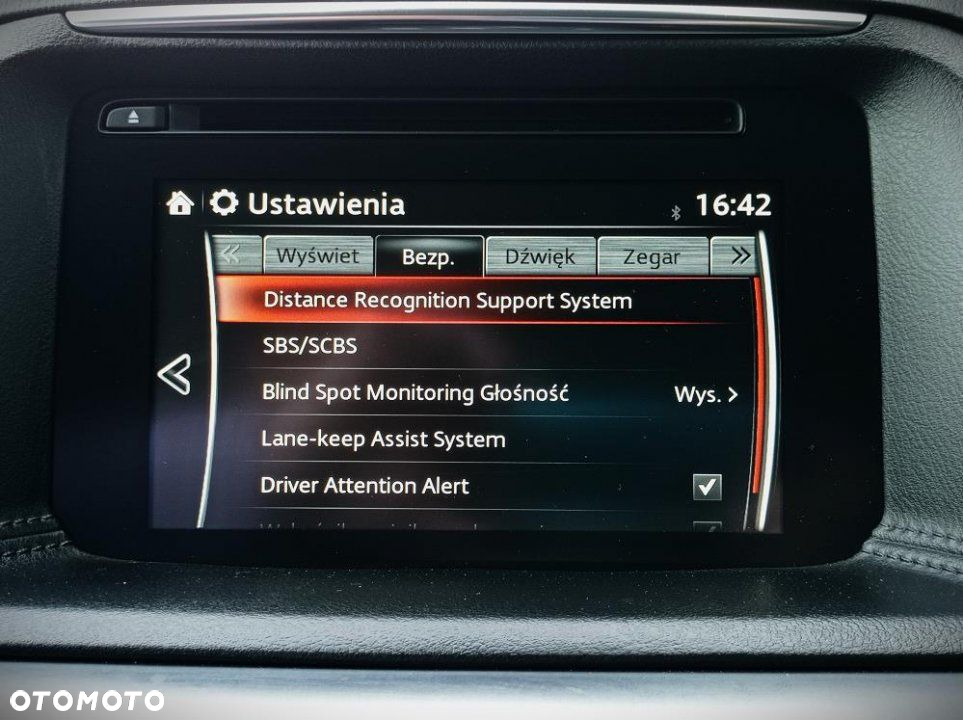 Ustawienia 16:42
Wyświet Bezp. Dźwięk Zegar
Distance Recognition Support System
SBS/SCBS
Blind Spot Monitoring Głośność Wys.
Lane-keep Assist System
Driver Attention Alert
OTOMOTO